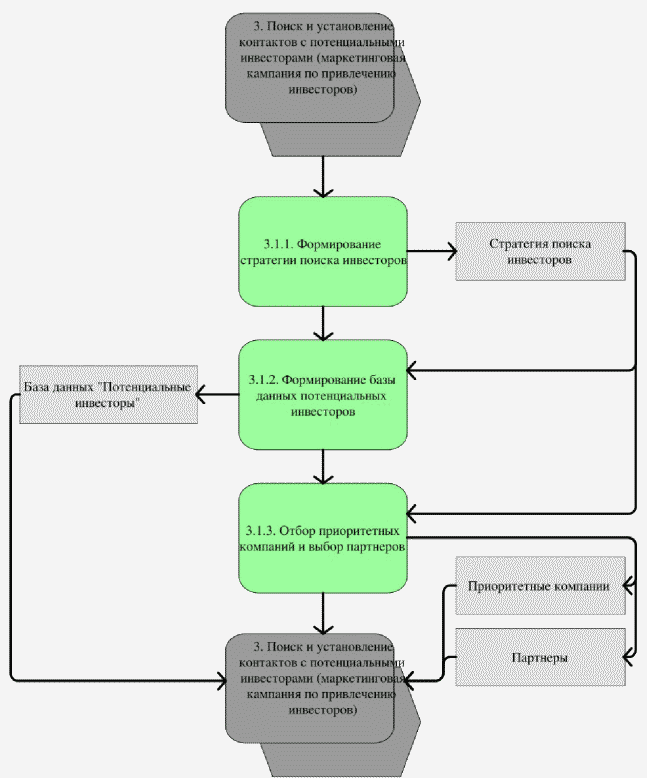 3. Поиск и установление
контактов с потенциальными
инвесторами (маркетинговая
кампания по привлечению
инвесторов)
3.1.1. Формирование
стратегии поиска инвесторов
Стратегия поиска
инвесторов
3.1.2. Формирование базы
данных потенциальных
инвесторов
База данных "Потенциальные
инвесторы"
3.1.3. Отбор приоритетных
компаний и выбор партнеров
Приоритетные компании
Партнеры
3. Поиск и установление
контактов с потенциальными
инвесторами (маркетинговая
кампания по привлечению
инвесторов)